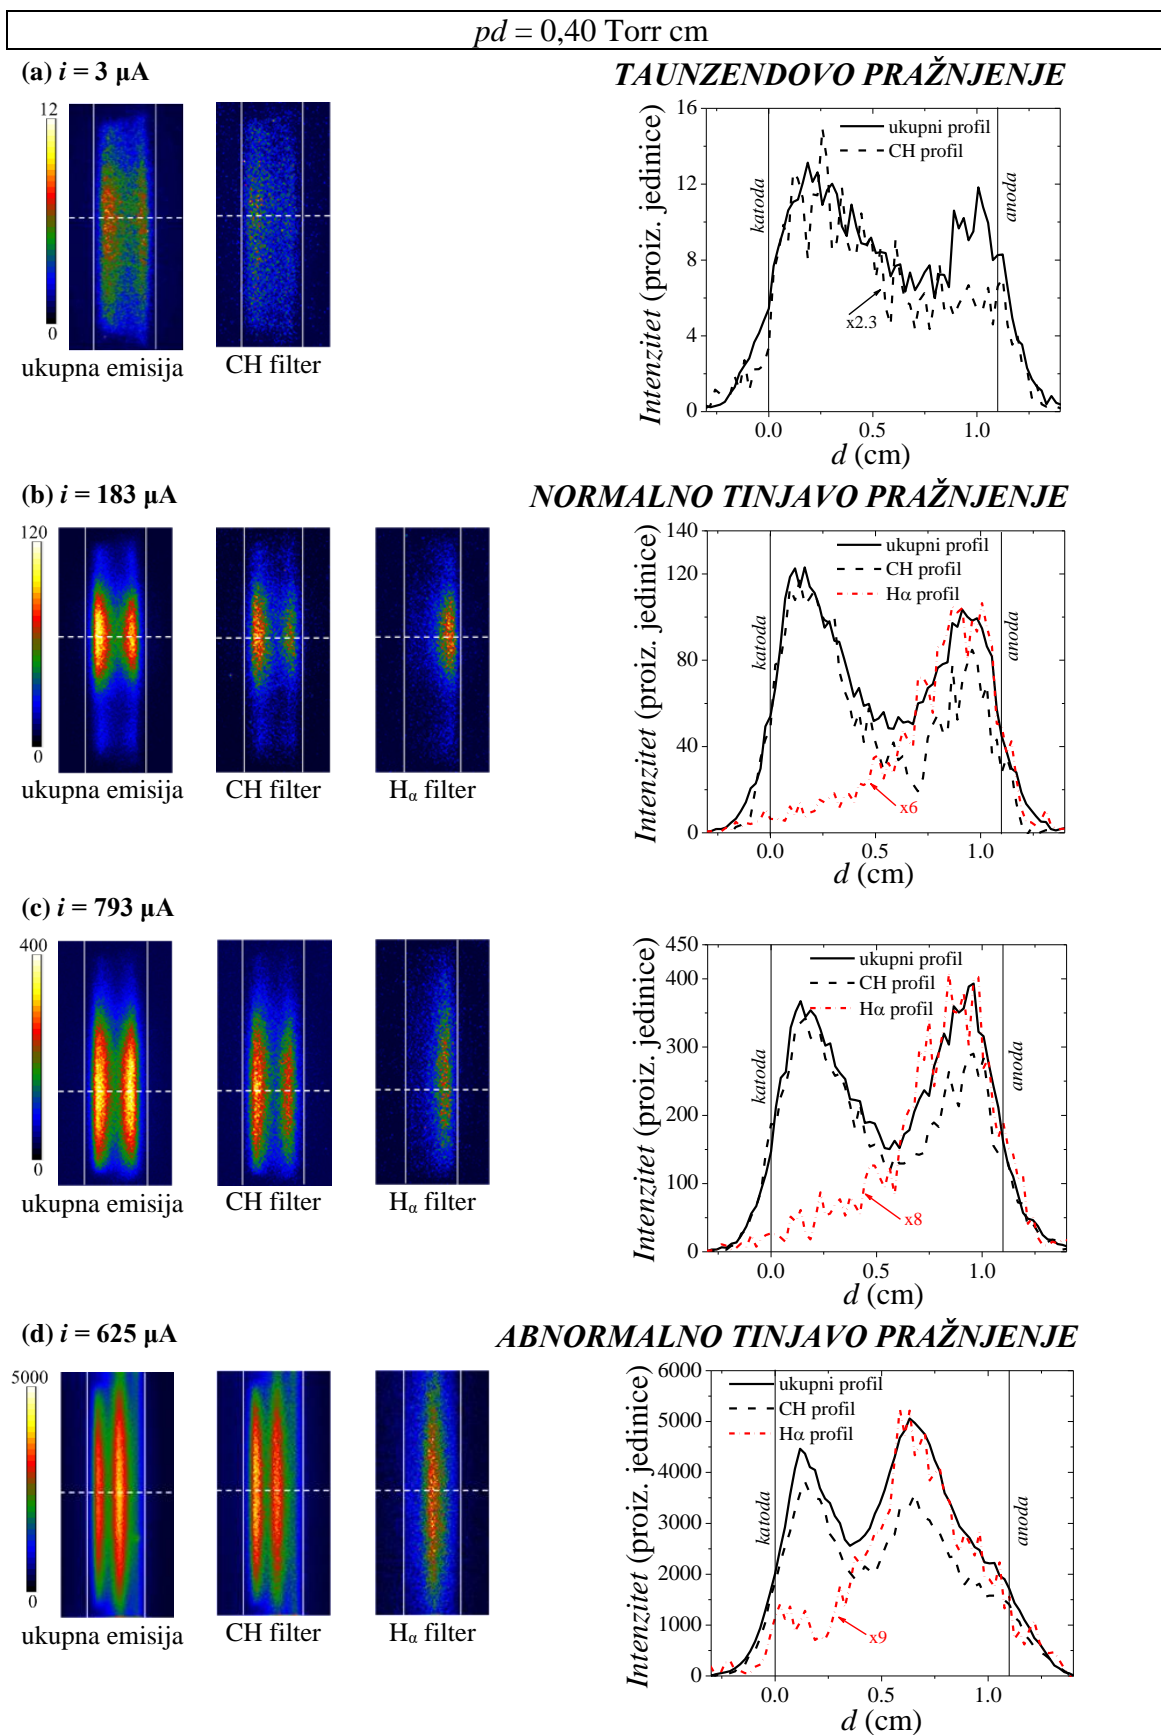 pd = 0,40 Torr cm
(a) i = 3 µA
TAUNZENDOVO PRAŽNJENJE
12
0
ukupna emisija
CH filter
Intenzitet (proiz. jedinice)
16
12
8
4
0
ukupni profil
CH profil
katoda
anoda
x2.3
0.0
0.5
1.0
d (cm)
(b) i = 183 µA
NORMALNO TINJAVO PRAŽNJENJE
120
0
ukupna emisija
CH filter
Hα filter
Intenzitet (proiz. jedinice)
140
120
80
40
0
ukupni profil
CH profil
Hα profil
katoda
anoda
x6
0.0
0.5
1.0
d (cm)
(c) i = 793 µA
400
0
ukupna emisija
CH filter
Hα filter
Intenzitet (proiz. jedinice)
450
400
300
200
100
0
ukupni profil
CH profil
Hα profil
katoda
anoda
x8
0.0
0.5
1.0
d (cm)
(d) i = 625 µA
ABNORMALNO TINJAVO PRAŽNJENJE
5000
0
ukupna emisija
CH filter
Hα filter
Intenzitet (proiz. jedinice)
6000
5000
4000
3000
2000
1000
0
ukupni profil
CH profil
Hα profil
katoda
anoda
x9
0.0
0.5
1.0
d (cm)